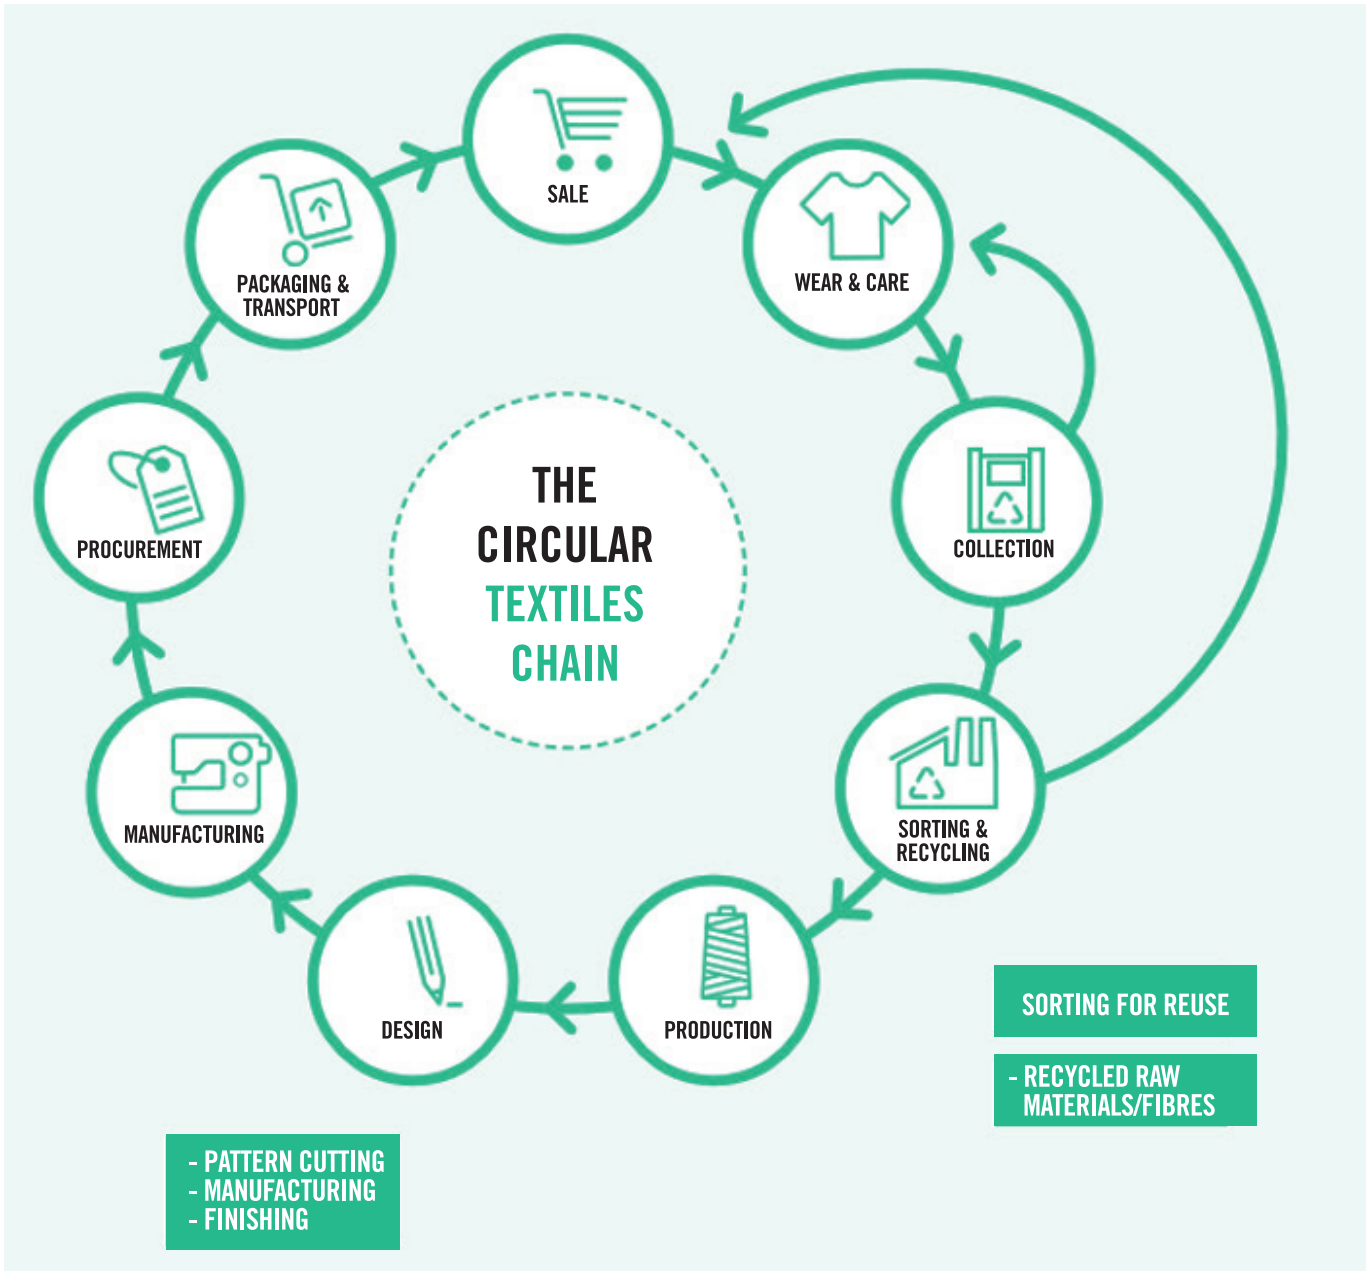 SALE
PACKAGING &
TRANSPORT
WEAR & CARE
THE
CIRCULAR
TEXTILES
CHAIN
PROCUREMENT
COLLECTION
MANUFACTURING
SORTING &
RECYCLING
DESIGN
PRODUCTION
SORTING FOR REUSE
- RECYCLED RAW
MATERIALS/FIBRES
- PATTERN CUTTING
- MANUFACTURING
- FINISHING